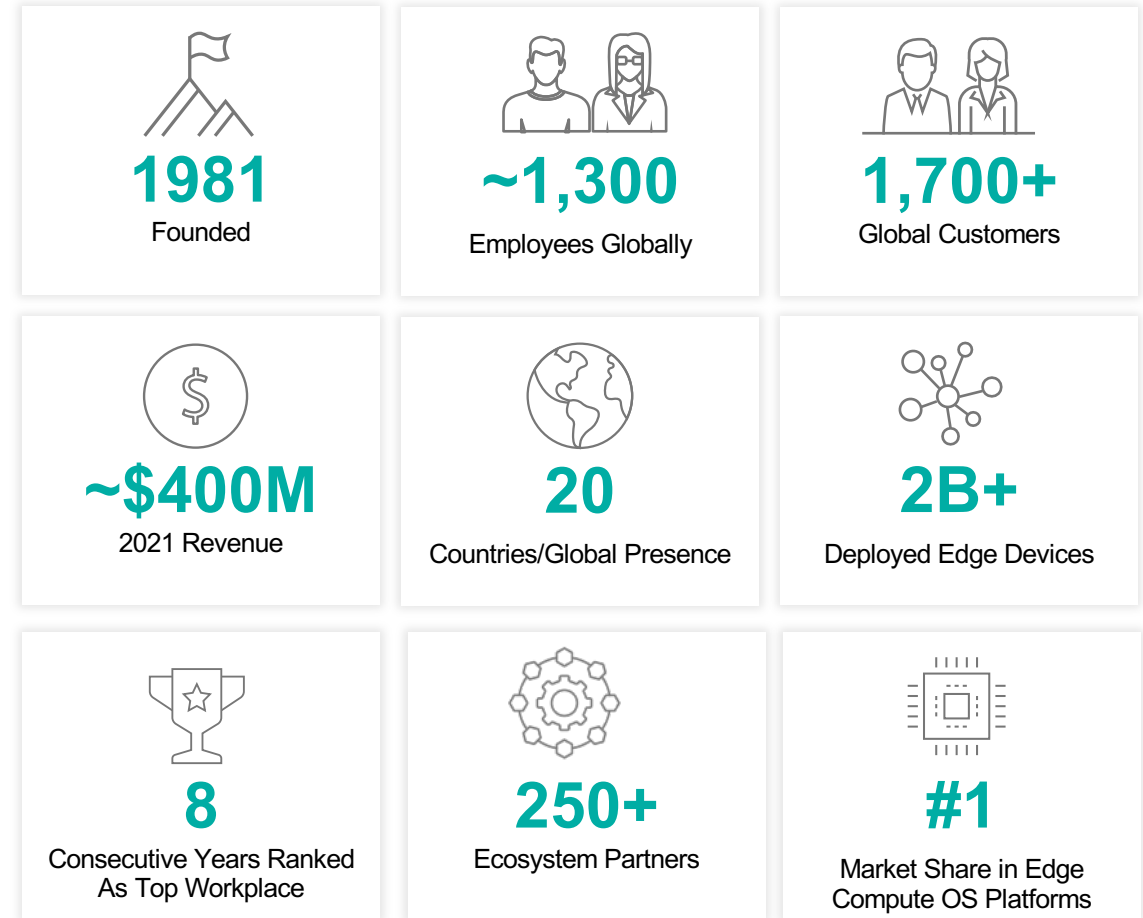 1981
Founded
~1,300
Employees Globally
1,700+
Global Customers
$
~$400M
2021 Revenue
20
Countries/Global Presence
2B+
Deployed Edge Devices
8
Consecutive Years Ranked
As Top Workplace
250+
Ecosystem Partners
#1
Market Share in Edge
Compute OS Platforms